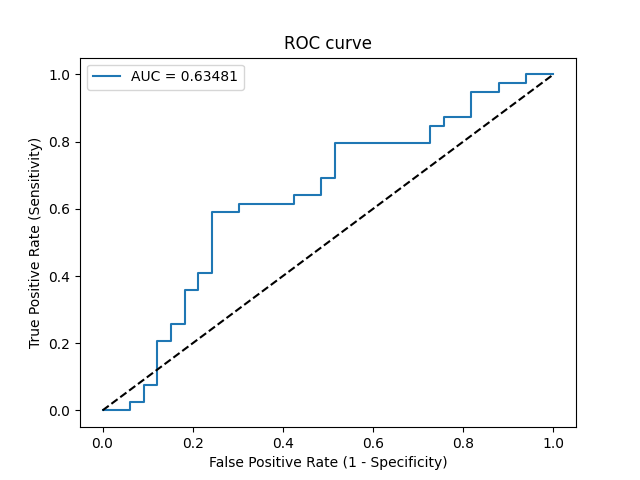 ROC curve
AUC = 0.63481
True Positive Rate (Sensitivity)
1.0
0.8
0.6
0.4
0.2
0.0
0.0 0.2 0.4 0.6 0.8 1.0
False Positive Rate (1 - Specificity)